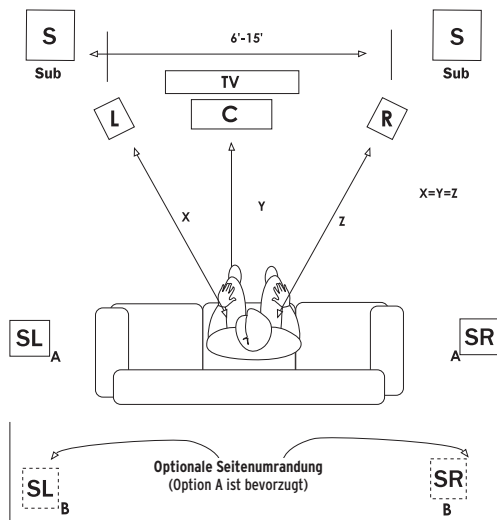 S
S
6'-15'
Sub
Sub
TV
L
C
R
X=Y=Z
X
Y
Z
SL
A
A
SR
Optionale Seitenumrandung
(Option A ist bevorzugt)
SL
B
SR
B